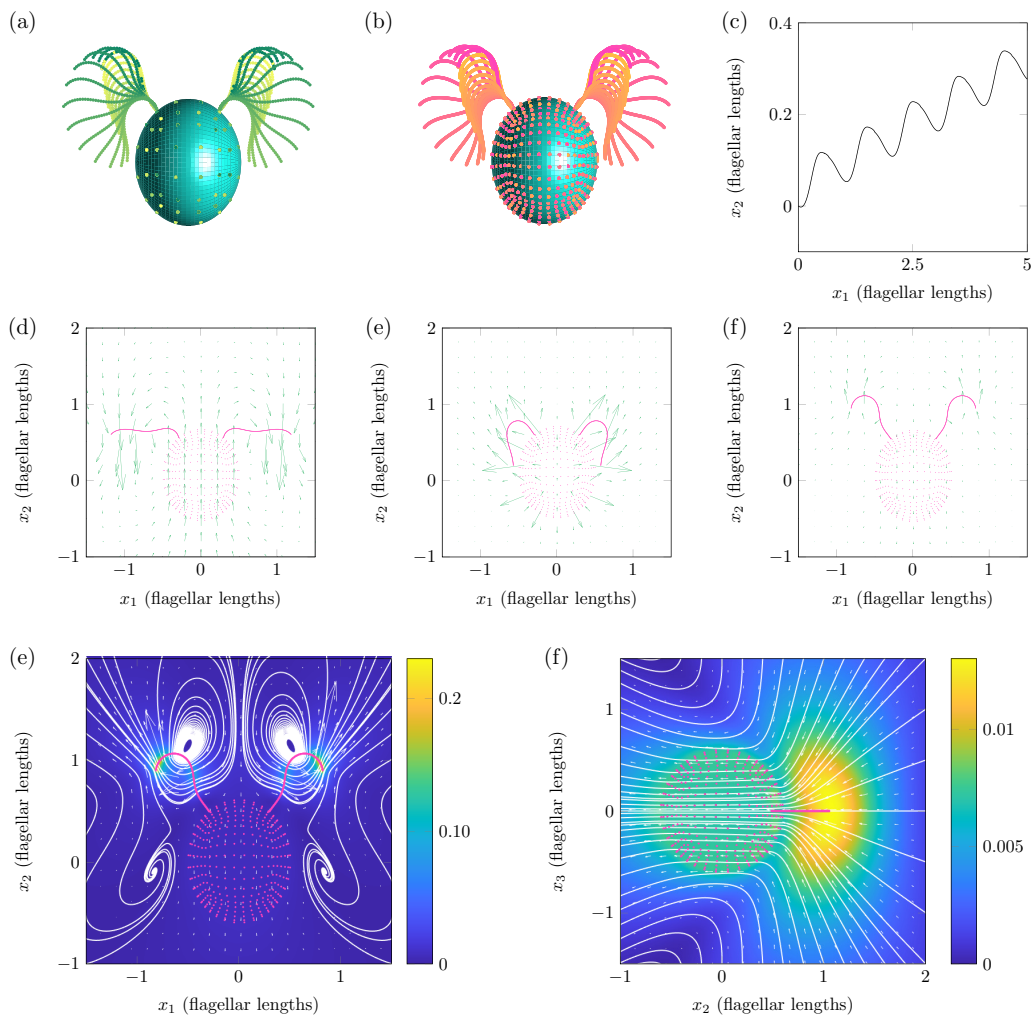 (a)
(b)
(c)
0.4
0.2
0
x₂ (flagellar lengths)
0
2.5
5
x₁ (flagellar lengths)
(d)
2
1
0
−1
x₂ (flagellar lengths)
−1
0
1
x₁ (flagellar lengths)
(e)
2
1
0
−1
x₂ (flagellar lengths)
−1
0
1
x₁ (flagellar lengths)
(f)
2
1
0
−1
x₂ (flagellar lengths)
−1
0
1
x₁ (flagellar lengths)
(e)
2
1
0
−1
x₂ (flagellar lengths)
−1
0
1
x₁ (flagellar lengths)
0.2
0.10
0
(f)
1
0
−1
x₃ (flagellar lengths)
−1
0
1
2
x₂ (flagellar lengths)
0.01
0.005
0